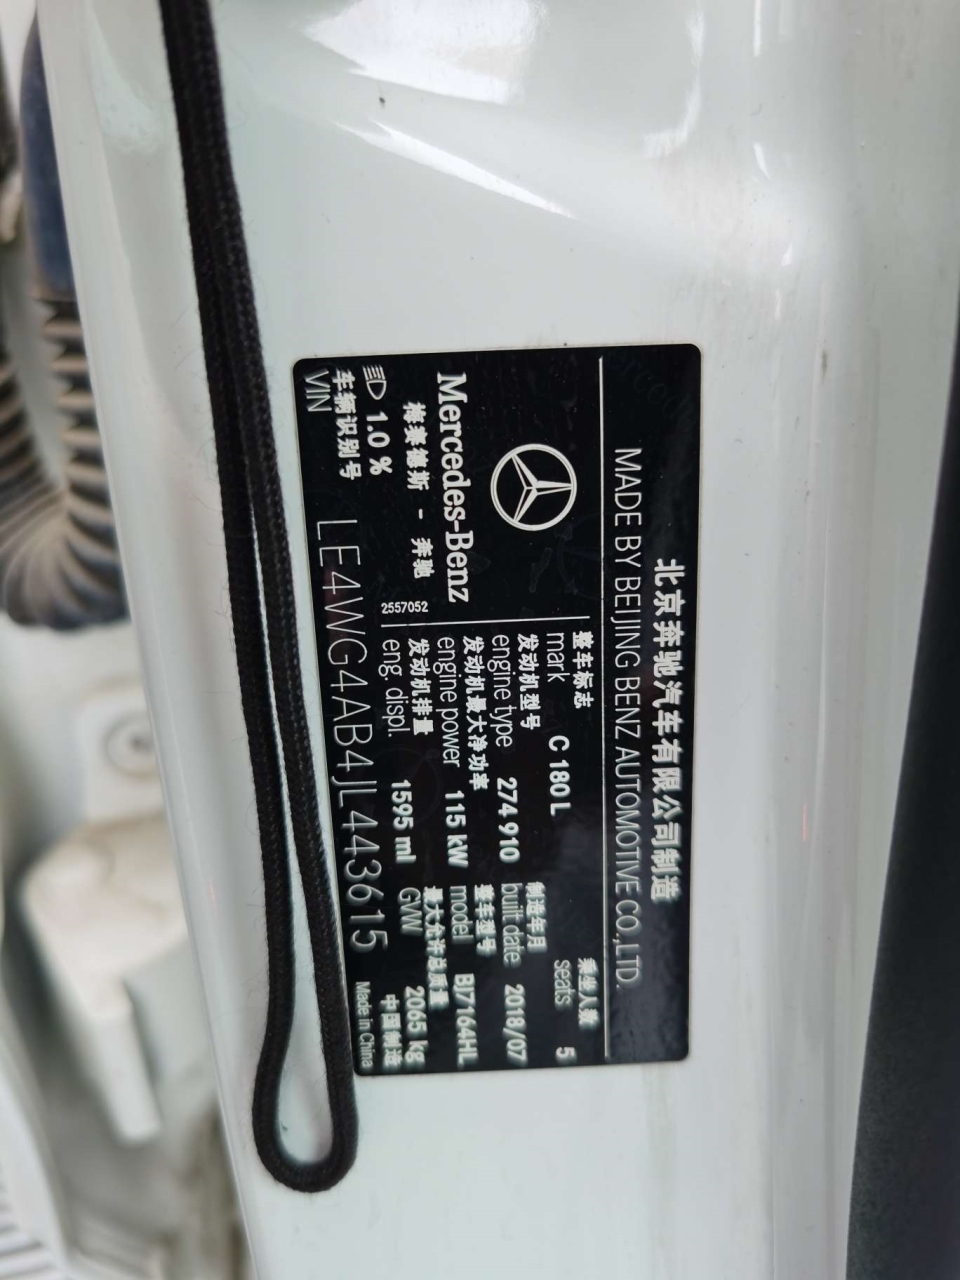 北京奔驰汽车有限公司制造
MADE BY BEIJING BENZ AUTOMOTIVE CO.,LTD.
Mercedes-Benz
梅赛德斯 - 奔驰
2557052
1.0 %
整车标志
mark C 180 L
乘坐人数
seats 5
发动机型号
engine type 274 910
制造年月
built date: 2018/07
发动机最大净功率
engine power 115 kW
整车型号
model BJ7164HL
发动机排量
eng. displ. 1595 ml
最大允许总质量
GVW 2065 kg
车辆识别号
VIN LE4WG4AB4JL443615
中国制造
Made in China